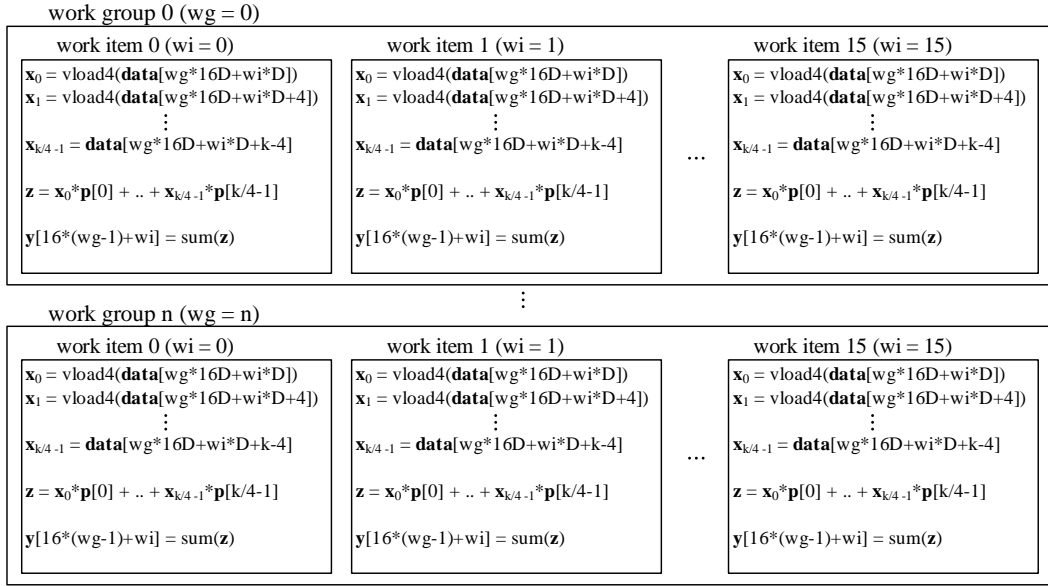 work group 0 (wg = 0)
work item 0 (wi = 0)
x0 = vload4(data[wg*16D+wi*D])
x1 = vload4(data[wg*16D+wi*D+4])
⋮
xk/4 -1 = data[wg*16D+wi*D+k-4]
z = x0*p[0] + .. + xk/4 -1*p[k/4-1]
y[16*(wg-1)+wi] = sum(z)
work item 1 (wi = 1)
x0 = vload4(data[wg*16D+wi*D])
x1 = vload4(data[wg*16D+wi*D+4])
⋮
xk/4 -1 = data[wg*16D+wi*D+k-4]
z = x0*p[0] + .. + xk/4 -1*p[k/4-1]
y[16*(wg-1)+wi] = sum(z)
...
work item 15 (wi = 15)
x0 = vload4(data[wg*16D+wi*D])
x1 = vload4(data[wg*16D+wi*D+4])
⋮
xk/4 -1 = data[wg*16D+wi*D+k-4]
z = x0*p[0] + .. + xk/4 -1*p[k/4-1]
y[16*(wg-1)+wi] = sum(z)
⋮
work group n (wg = n)
work item 0 (wi = 0)
x0 = vload4(data[wg*16D+wi*D])
x1 = vload4(data[wg*16D+wi*D+4])
⋮
xk/4 -1 = data[wg*16D+wi*D+k-4]
z = x0*p[0] + .. + xk/4 -1*p[k/4-1]
y[16*(wg-1)+wi] = sum(z)
work item 1 (wi = 1)
x0 = vload4(data[wg*16D+wi*D])
x1 = vload4(data[wg*16D+wi*D+4])
⋮
xk/4 -1 = data[wg*16D+wi*D+k-4]
z = x0*p[0] + .. + xk/4 -1*p[k/4-1]
y[16*(wg-1)+wi] = sum(z)
...
work item 15 (wi = 15)
x0 = vload4(data[wg*16D+wi*D])
x1 = vload4(data[wg*16D+wi*D+4])
⋮
xk/4 -1 = data[wg*16D+wi*D+k-4]
z = x0*p[0] + .. + xk/4 -1*p[k/4-1]
y[16*(wg-1)+wi] = sum(z)